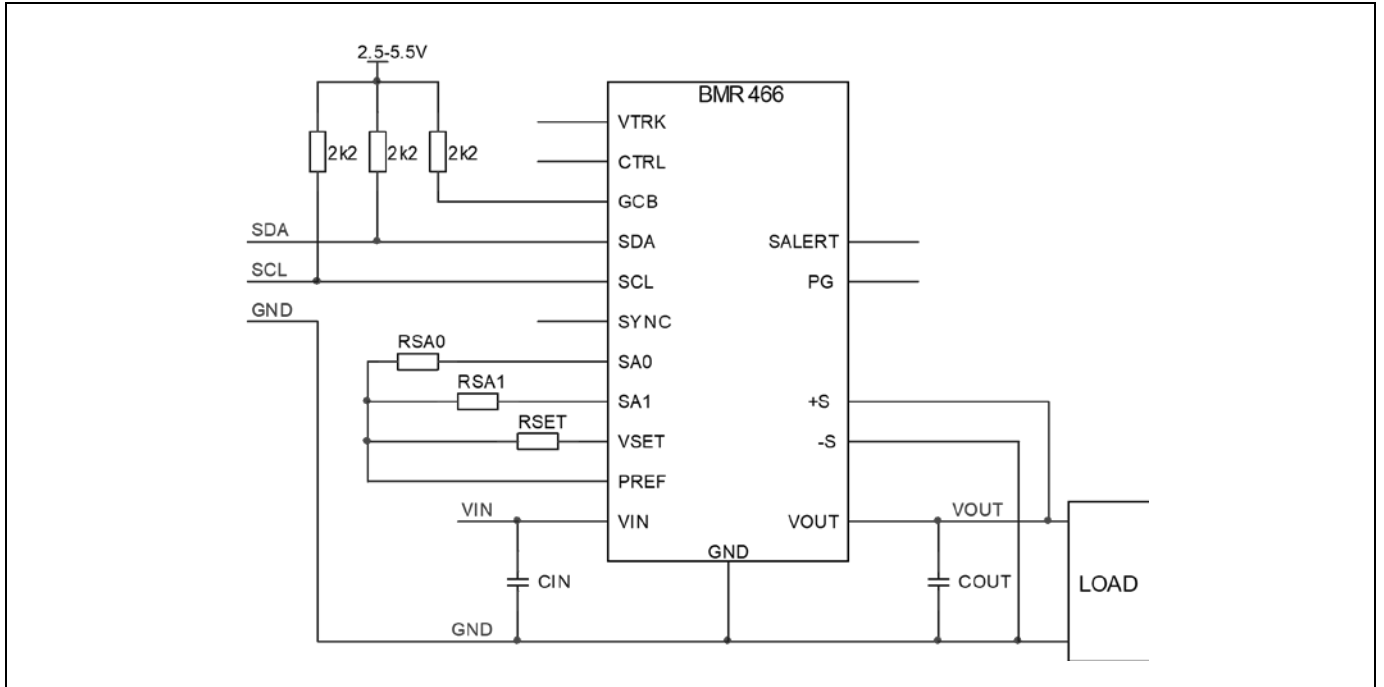 2.5-5.5V
BMR 466
VTRK
CTRL
2k2 2k2 2k2
GCB
SDA
SDA SALERT
SCL
SCL PG
GND
SYNC
RSA0
SA0
RSA1
SA1 +S
RSET
VSET -S
PREF
VIN
VIN VOUT VOUT
GND
CIN COUT LOAD
GND